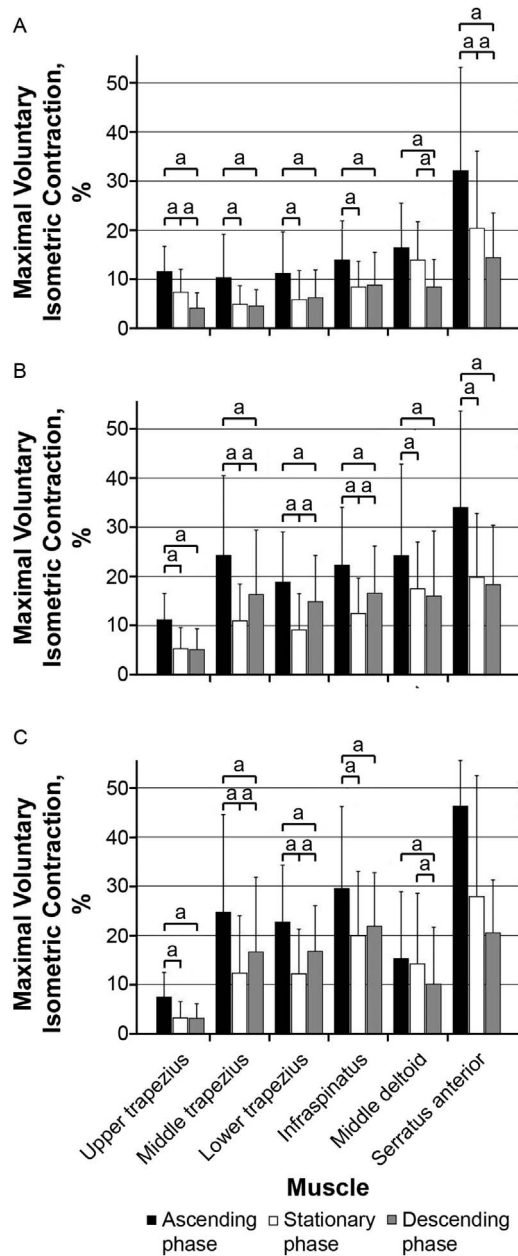 A
Maximal Voluntary
Isometric Contraction,
%
50
40
30
20
10
0
a
a a
a
a
a
a
a
a
a
a
a
a
a a
B
Maximal Voluntary
Isometric Contraction,
%
50
40
30
20
10
0
a
a
a
a a
a
a a
a
a a
a
a
a
a
C
Maximal Voluntary
Isometric Contraction,
%
50
40
30
20
10
0
a
a
a
a a
a
a a
a
a
a
a
Upper trapezius
Middle trapezius
Lower trapezius
Infraspinatus
Middle deltoid
Serratus anterior
Muscle
Ascending phase
Stationary phase
Descending phase